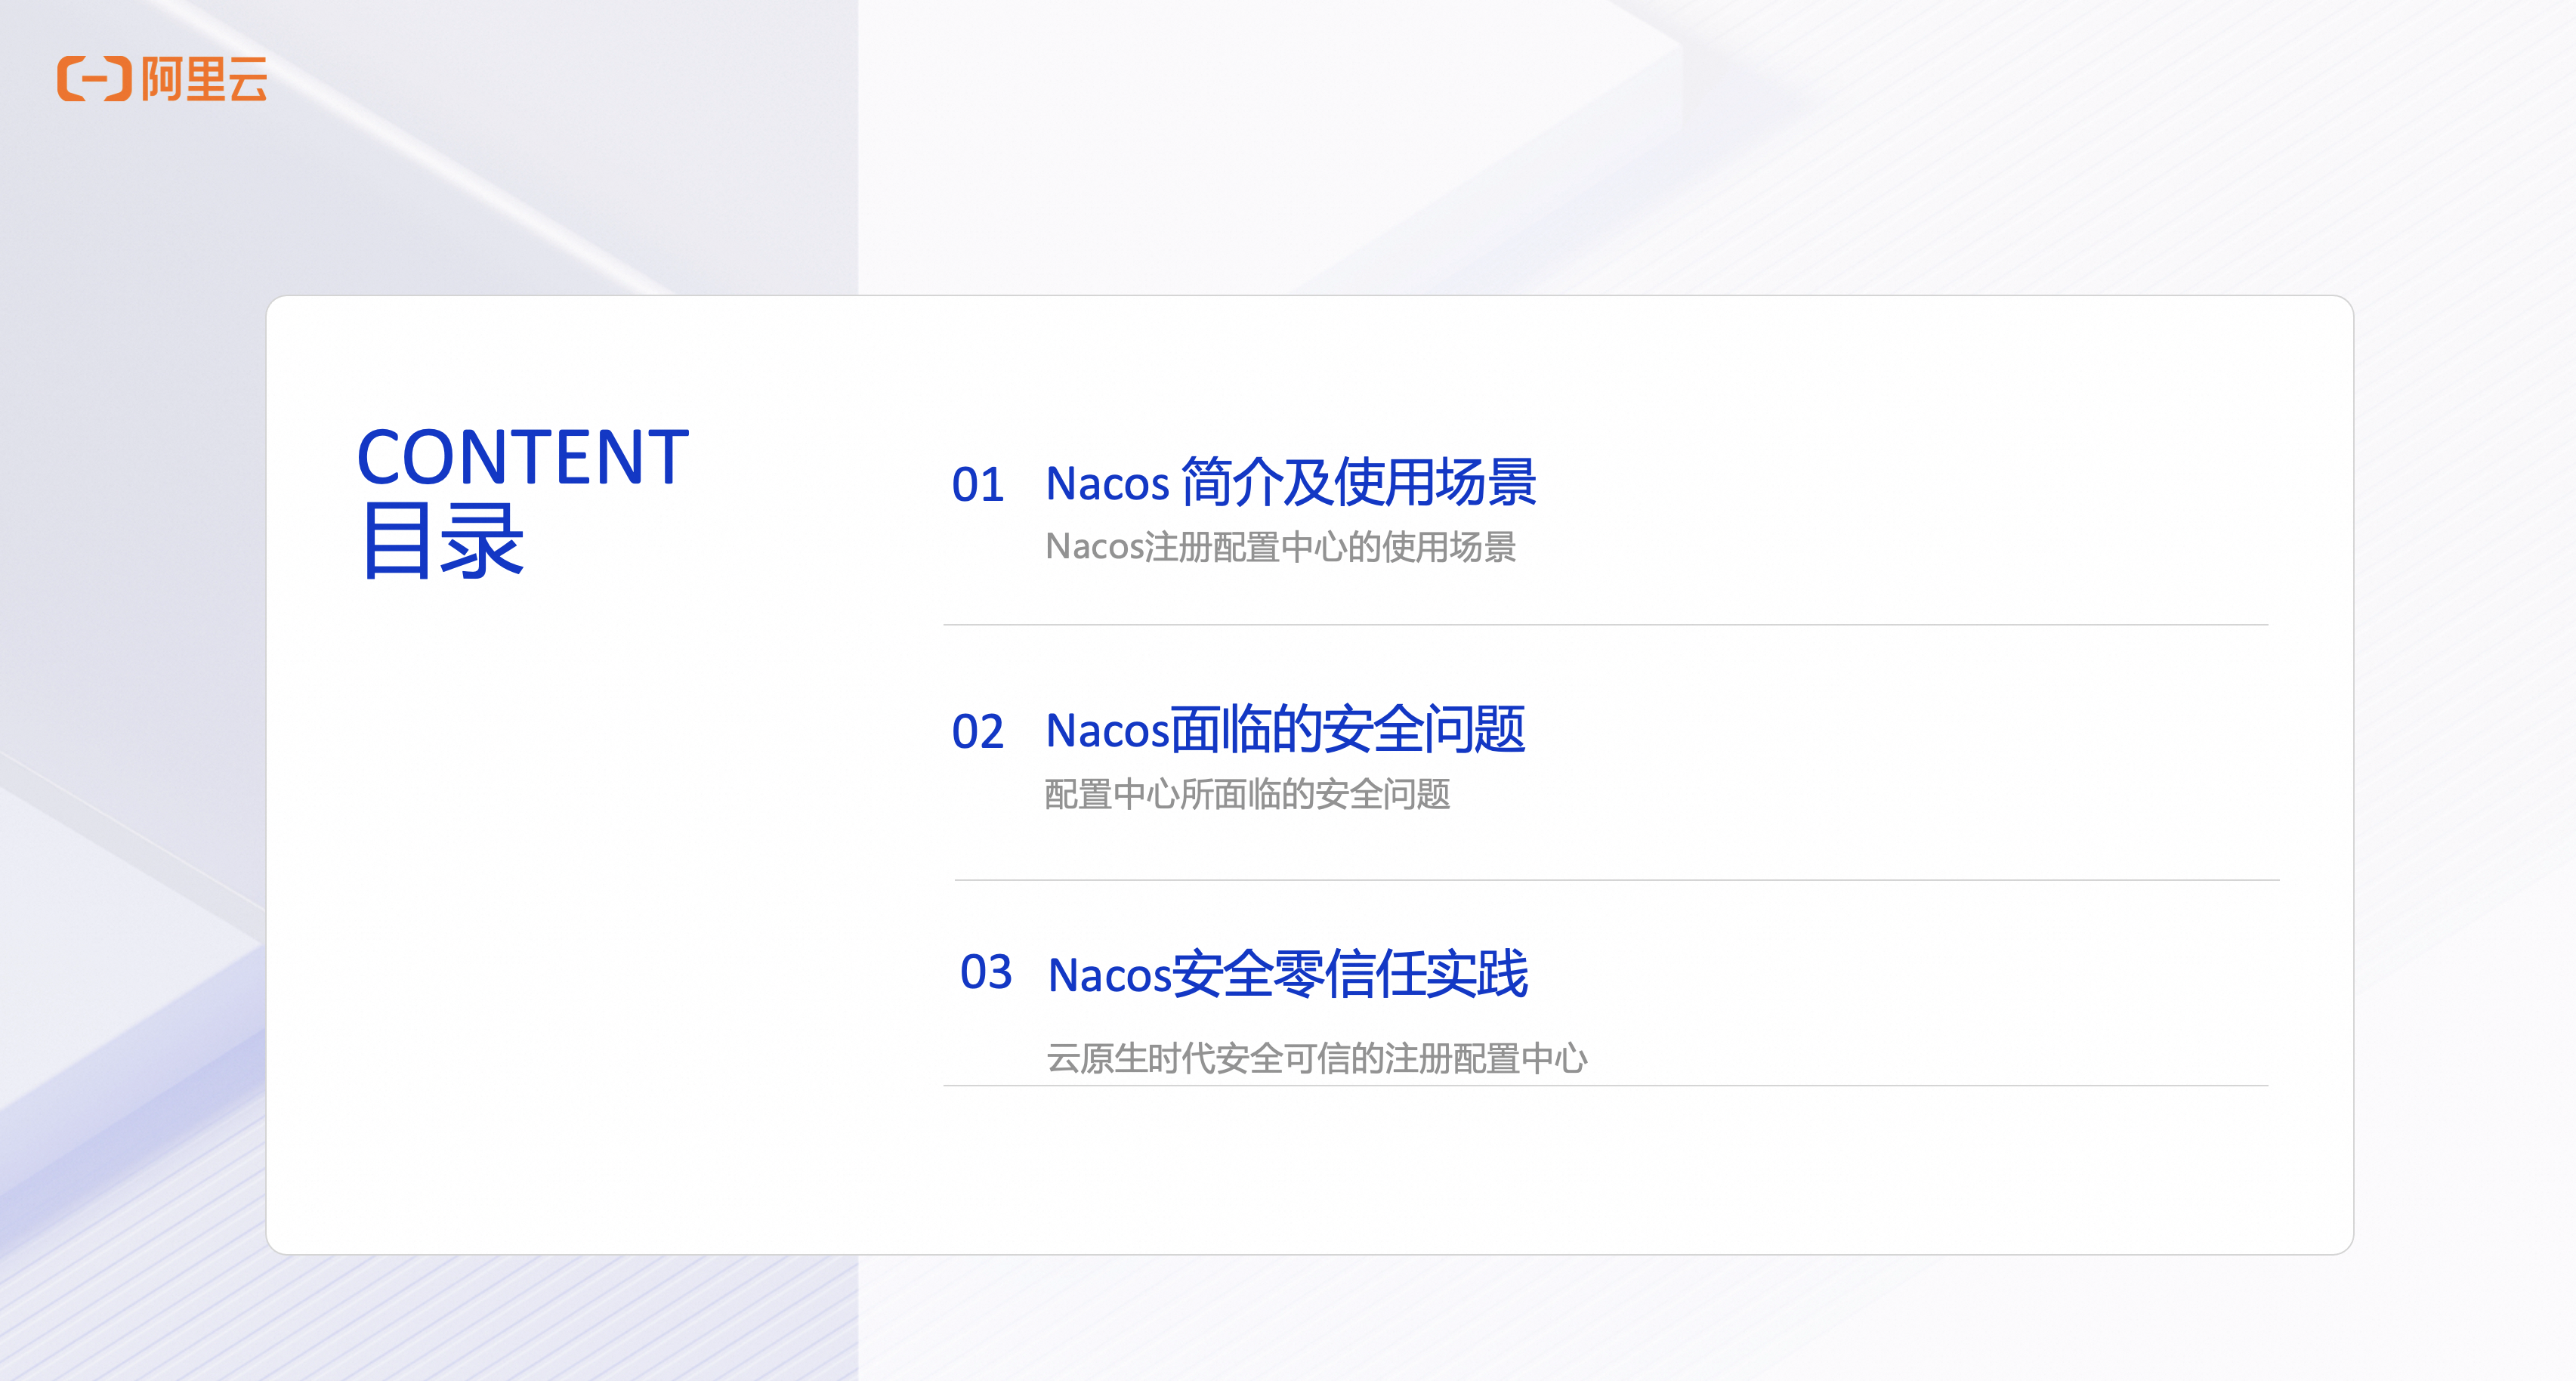 阿里云
CONTENT
目录
01 Nacos 简介及使用场景
Nacos注册配置中心的使用场景
02 Nacos面临的安全问题
配置中心所面临的安全问题
03 Nacos安全零信任实践
云原生时代安全可信的注册配置中心